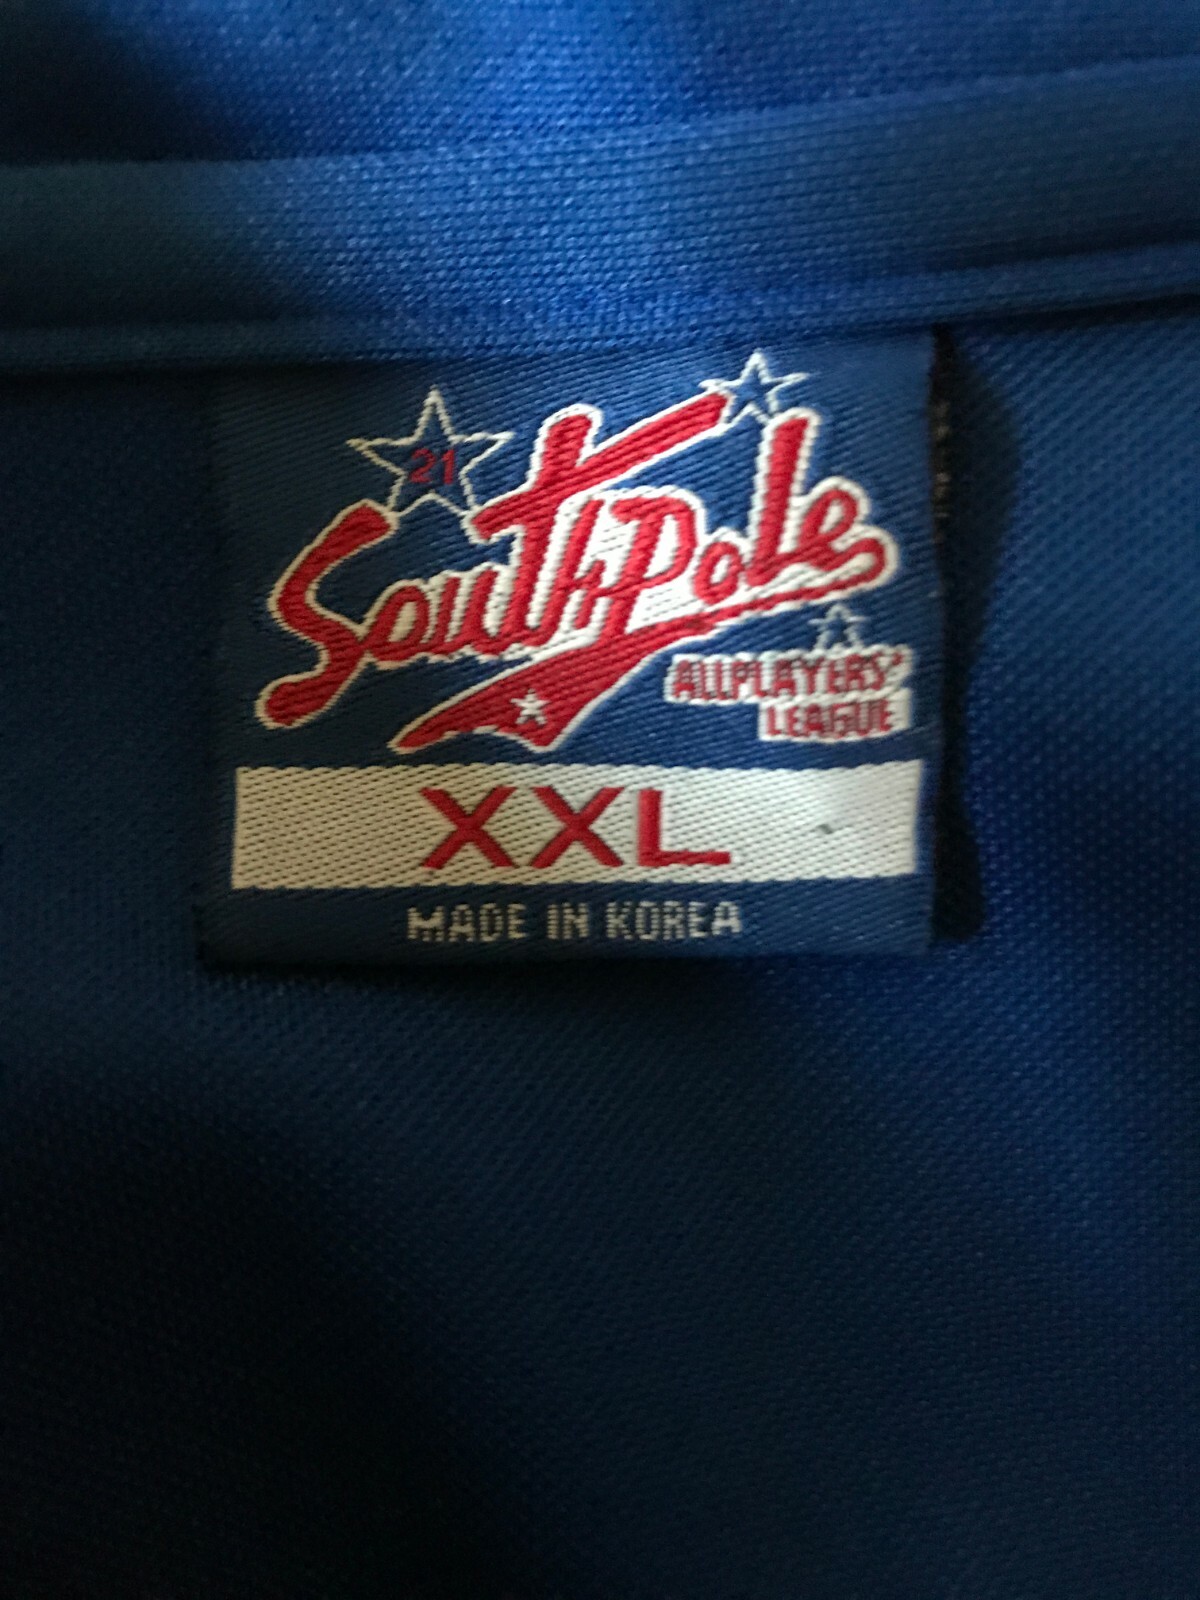 21
SouthPole
ALLPLAYERS'
LEAGUE
XXL
MADE IN KOREA